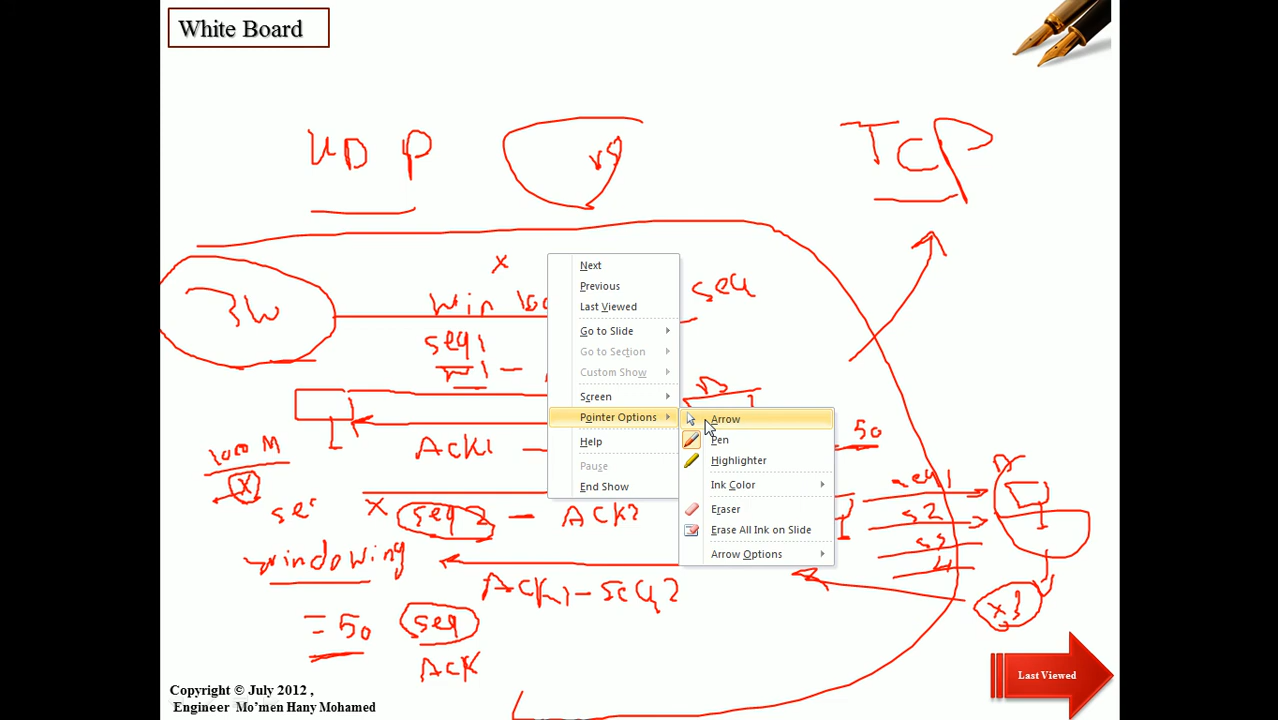 White Board
UDP
vs
TCP
x
3W
Win
seq
seq1
Next
Previous
Last Viewed
Go to Slide
Go to Section
Custom Show
Screen
Pointer Options
Help
Pause
End Show
Arrow
Pen
Highlighter
Ink Color
Eraser
Erase All Ink on Slide
Arrow Options
ACK1 -
50
1000 M
x
x seq 2 - ACK2
seq1
s2
s3
4
windowing
ACK1 - seq2
x3
= 50
seq
ACK
Last Viewed
Copyright © July 2012 ,
Engineer Mo’men Hany Mohamed